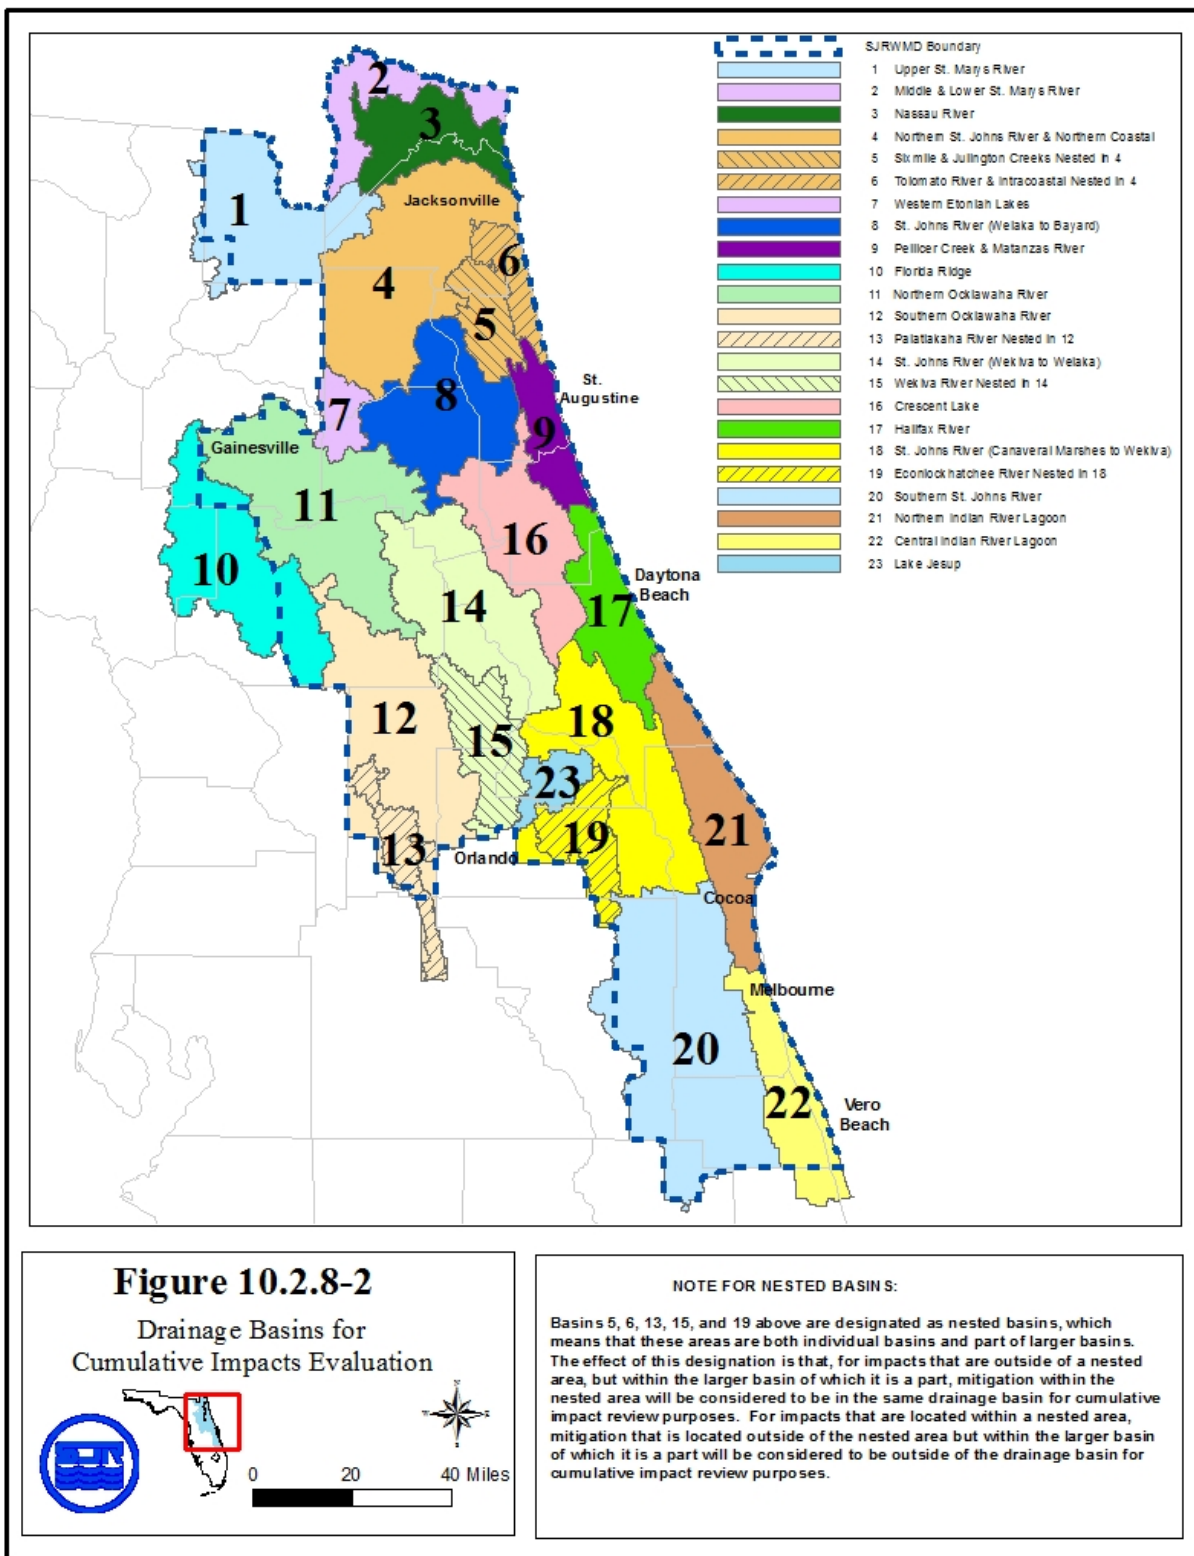 SJRWMD Boundary
1 Upper St. Marys River
2 Middle & Lower St. Marys River
3 Nassau River
4 Northern St. Johns River & Northern Coastal
5 Sixmile & Julington Creeks Nested in 4
6 Tolomato River & Intracoastal Nested in 4
7 Western Etoniah Lakes
8 St. Johns River (Welaka to Bayard)
9 Pellicer Creek & Matanzas River
10 Florida Ridge
11 Northern Ocklawaha River
12 Southern Ocklawaha River
13 Palatlakaha River Nested in 12
14 St. Johns River (Wekiva to Welaka)
15 Wekiva River Nested in 14
16 Crescent Lake
17 Halifax River
18 St. Johns River (Canaveral Marshes to Wekiva)
19 Econlockhatchee River Nested in 18
20 Southern St. Johns River
21 Northern Indian River Lagoon
22 Central Indian River Lagoon
23 Lake Jesup
2
3
1
Jacksonville
6
4
5
St.
Augustine
8
7
9
Gainesville
11
16
10
Daytona
Beach
14
17
12
18
15
23
21
19
13
Orlando
Cocoa
Melbourne
20
22
Vero
Beach
Figure 10.2.8-2
Drainage Basins for
Cumulative Impacts Evaluation
SJR
0 20 40 Miles
NOTE FOR NESTED BASINS:
Basins 5, 6, 13, 15, and 19 above are designated as nested basins, which
means that these areas are both individual basins and part of larger basins.
The effect of this designation is that, for impacts that are outside of a nested
area, but within the larger basin of which it is a part, mitigation within the
nested area will be considered to be in the same drainage basin for cumulative
impact review purposes. For impacts that are located within a nested area,
mitigation that is located outside of the nested area but within the larger basin
of which it is a part will be considered to be outside of the drainage basin for
cumulative impact review purposes.